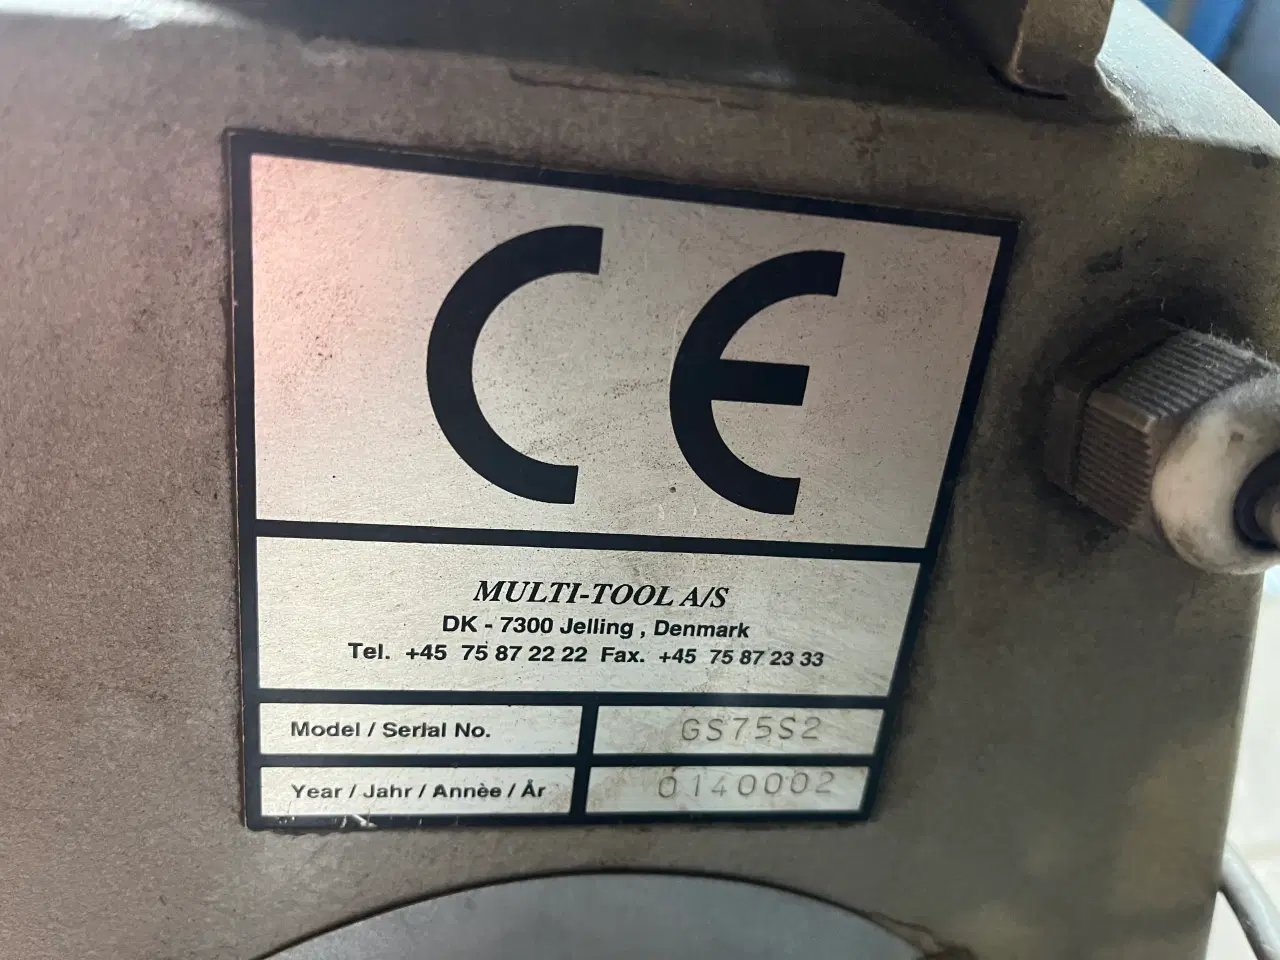 CE
MULTI-TOOL A/S
DK - 7300 Jelling , Denmark
Tel. +45 75 87 22 22 Fax. +45 75 87 23 33
Model / Serial No. GS75S2
Year / Jahr / Annèe / År 0140002